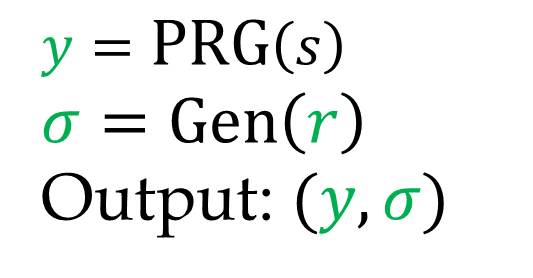 y = PRG(s)
σ = Gen(r)
Output: (y, σ)